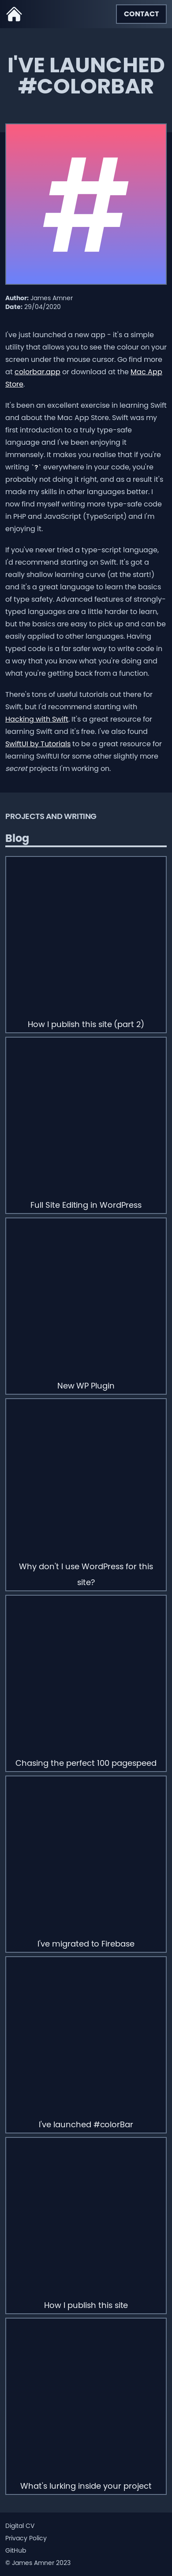 CONTACT
I'VE LAUNCHED
#COLORBAR
#
Author: James Amner
Date: 29/04/2020
I've just launched a new app - It's a simple
utility that allows you to see the colour on your
screen under the mouse cursor. Go find more
at colorbar.app or download at the Mac App
Store.
It's been an excellent exercise in learning Swift
and about the Mac App Store. Swift was my
first introduction to truly type-safe
language and I've been enjoying it
immensely. It makes you realise that if you're
writing `?` everywhere in your code, you're
probably not doing it right, and as a result it's
made my skills in other languages better. I
now find myself writing more type-safe code
in PHP and JavaScript (TypeScript) and I'm
enjoying it.
If you've never tried a type-script language,
I'd recommend starting on Swift. It's got a
really shallow learning curve (at the start!)
and it's a great language to learn the basics
of type safety. Advanced features of strongly-
typed languages are a little harder to learn,
but the basics are easy to pick up and can be
easily applied to other languages. Having
typed code is a far safer way to write code in
a way that you know what you're doing and
what you're getting back from a function.
There's tons of useful tutorials out there for
Swift, but I'd recommend starting with
Hacking with Swift. It's a great resource for
learning Swift and it's free. I've also found
SwiftUI by Tutorials to be a great resource for
learning SwiftUI for some other slightly more
secret projects I'm working on.
PROJECTS AND WRITING
Blog
How I publish this site (part 2)
Full Site Editing in WordPress
New WP Plugin
Why don't I use WordPress for this
site?
Chasing the perfect 100 pagespeed
I've migrated to Firebase
I've launched #colorBar
How I publish this site
What's lurking inside your project
Digital CV
Privacy Policy
GitHub
© James Amner 2023